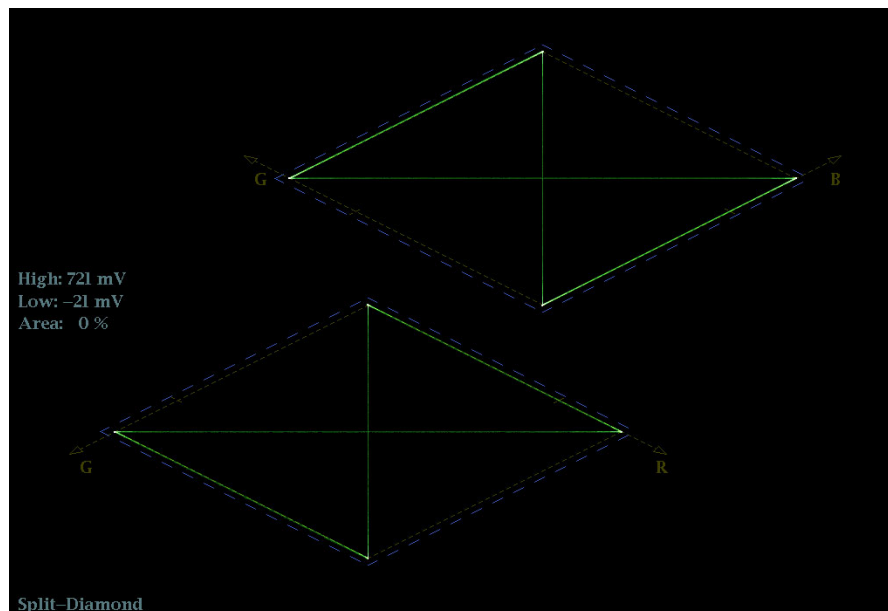 G
B
High: 721 mV
Low: –21 mV
Area: 0 %
G
R
Split–Diamond